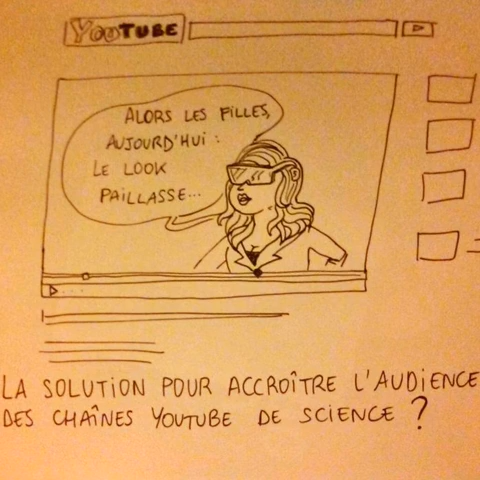 YOUTUBE
ALORS LES FILLES,
AUJOURD'HUI :
LE LOOK
PAILLASSE...
LA SOLUTION POUR ACCROÎTRE L'AUDIENCE
DES CHAÎNES YOUTUBE DE SCIENCE ?